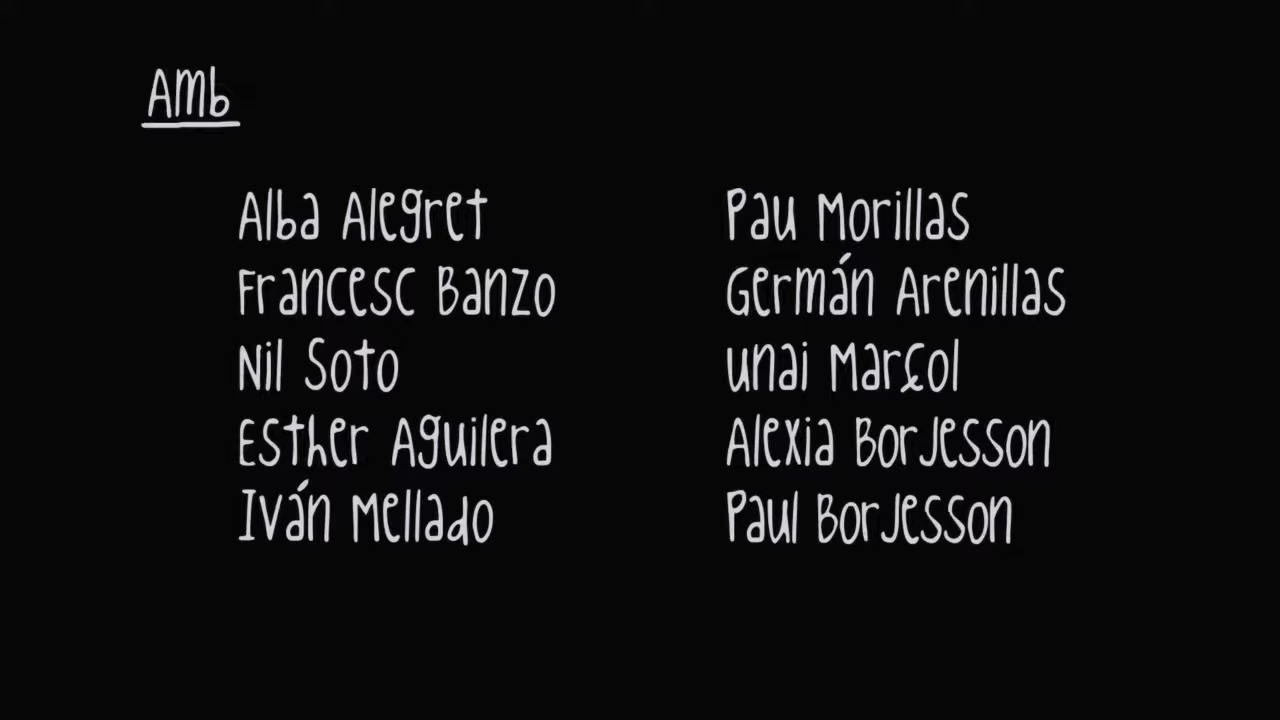 Amb
Alba Alegret
Francesc Banzo
Nil Soto
Esther Aguilera
Iván Mellado
Pau Morillas
Germán Arenillas
Unai Marçol
Alexia Borjesson
Paul Borjesson